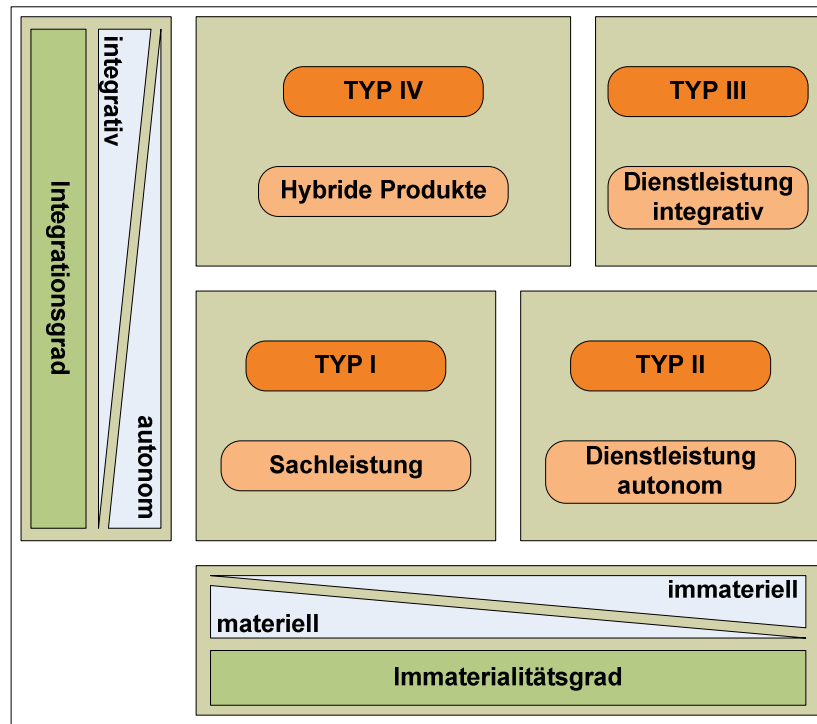 Integrationsgrad
integrativ
autonom
TYP IV
Hybride Produkte
TYP III
Dienstleistung
integrativ
TYP I
Sachleistung
TYP II
Dienstleistung
autonom
immateriell
materiell
Immaterialitätsgrad